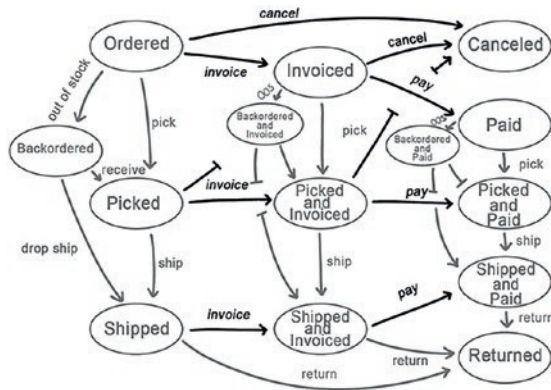 cancel
Ordered
cancel
Canceled
out of stock
invoice
Invoiced
pay
OOS
Backordered
and
Invoiced
pick
pick
OOS
Paid
Backordered
and
Paid
Backordered
receive
pick
invoice
Picked
Picked
and
Invoiced
pay
Picked
and
Paid
drop ship
ship
ship
ship
Shipped
and
Paid
pay
invoice
Shipped
Shipped
and
Invoiced
return
return
return
Returned